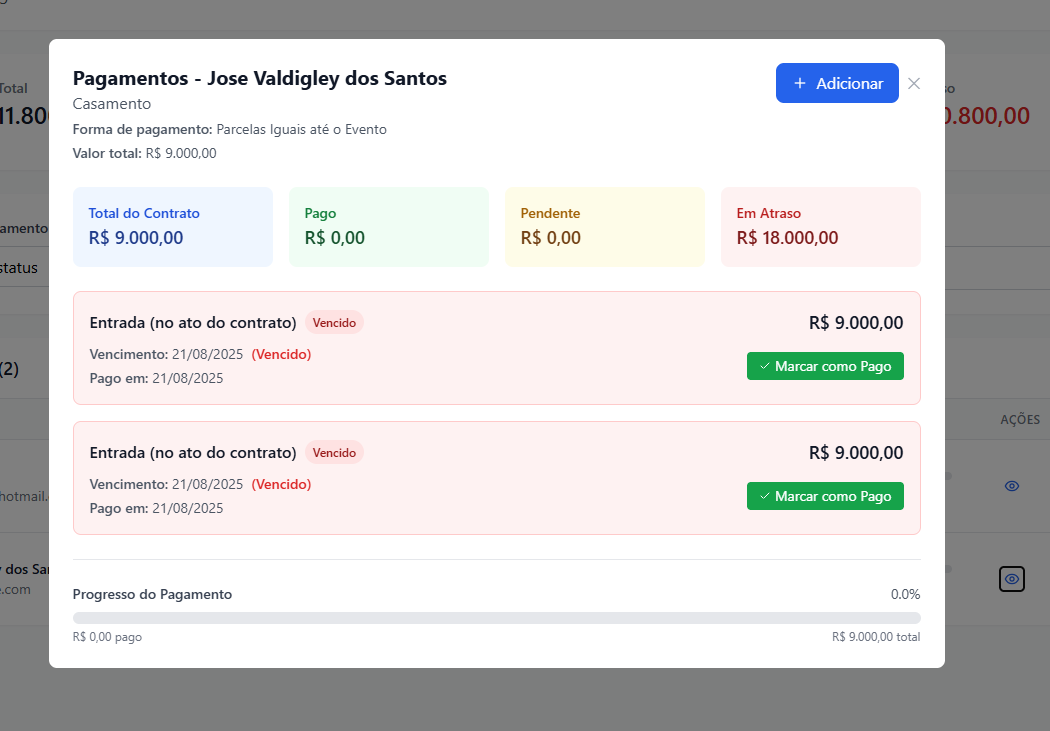 Pagamentos - Jose Valdigley dos Santos
+ Adicionar
Casamento
Forma de pagamento: Parcelas Iguais até o Evento
Valor total: R$ 9.000,00
Total
11.80
0.800,00
Total do Contrato
R$ 9.000,00
Pago
R$ 0,00
Pendente
R$ 0,00
Em Atraso
R$ 18.000,00
amento
status
Entrada (no ato do contrato) Vencido
R$ 9.000,00
Vencimento: 21/08/2025 (Vencido)
Pago em: 21/08/2025
Marcar como Pago
(2)
AÇÕES
Entrada (no ato do contrato) Vencido
R$ 9.000,00
Vencimento: 21/08/2025 (Vencido)
Pago em: 21/08/2025
Marcar como Pago
hotmail.
y dos Sa
.com
Progresso do Pagamento
0.0%
R$ 0,00 pago
R$ 9.000,00 total